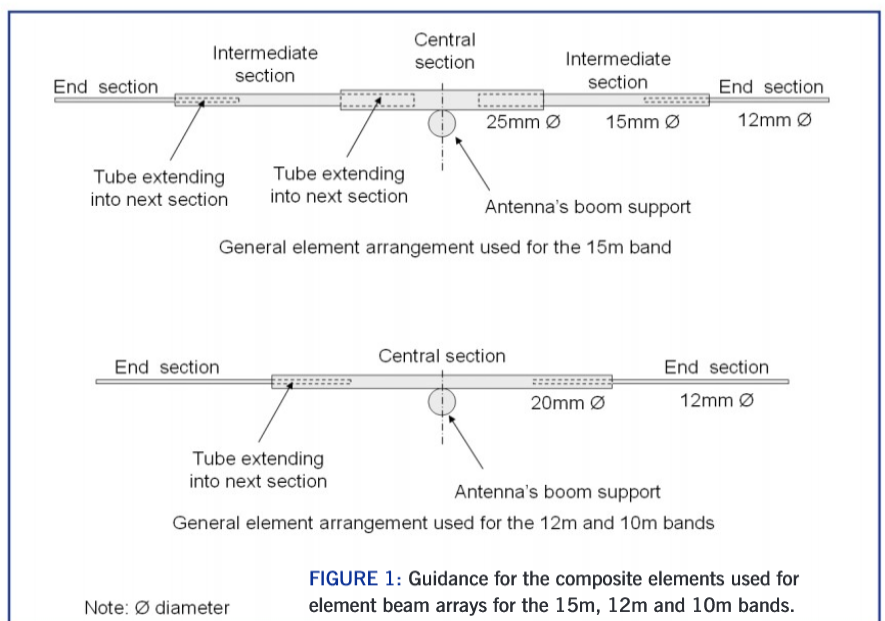 Central
section
Intermediate
section
Intermediate
section
End section
End section
25mm Ø
15mm Ø
12mm Ø
Tube extending
into next section
Tube extending
into next section
Antenna's boom support
General element arrangement used for the 15m band
Central section
End section
End section
20mm Ø
12mm Ø
Tube extending
into next section
Antenna's boom support
General element arrangement used for the 12m and 10m bands
Note: Ø diameter
FIGURE 1: Guidance for the composite elements used for
element beam arrays for the 15m, 12m and 10m bands.